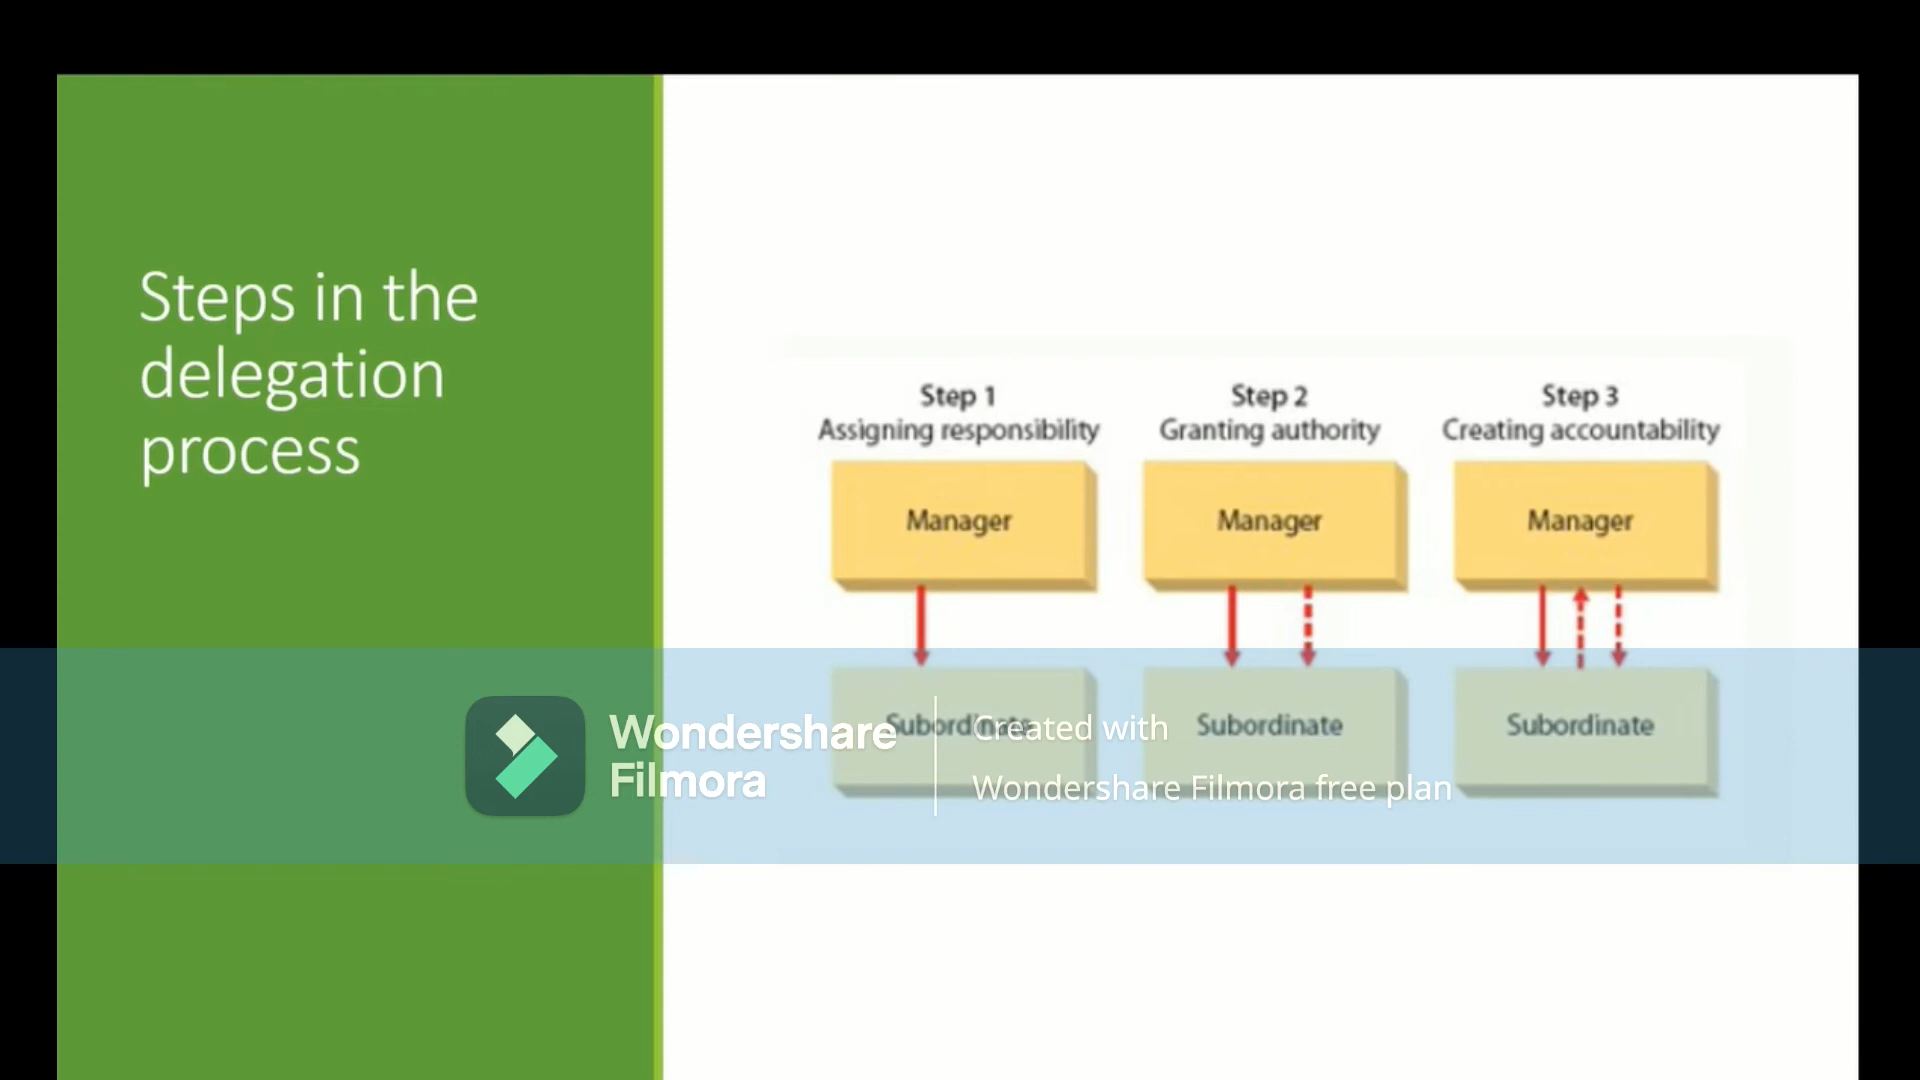 Steps in the
delegation
process
Step 1
Assigning responsibility
Manager
Subordinate
Step 2
Granting authority
Manager
Subordinate
Step 3
Creating accountability
Manager
Subordinate
Wondershare
Filmora
Created with
Wondershare Filmora free plan